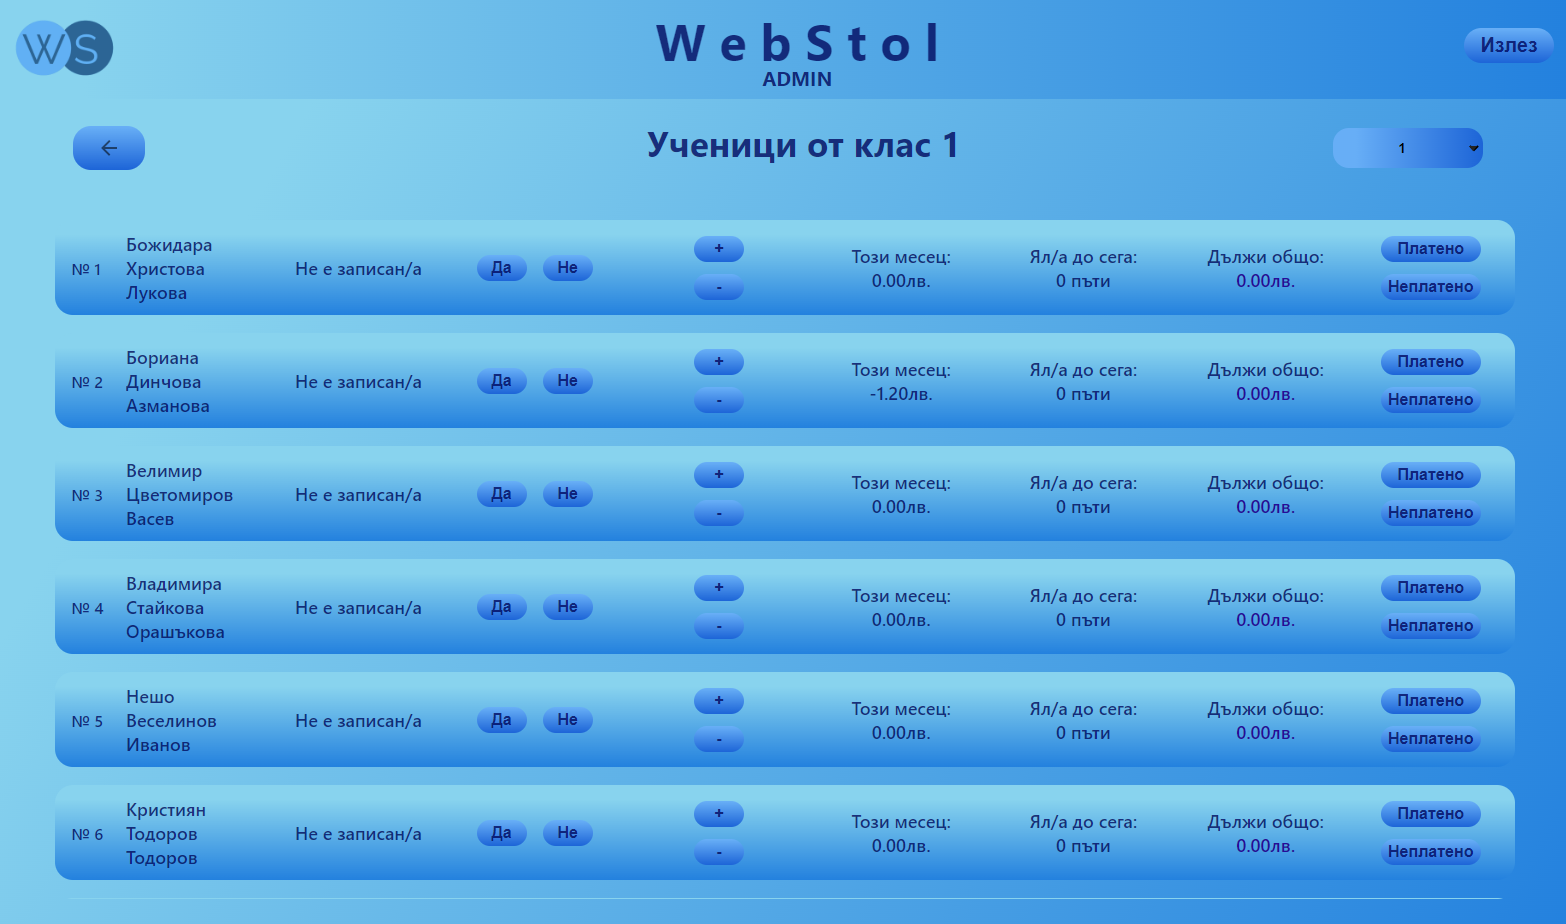 WS
WebStol
ADMIN
Излез
Ученици от клас 1
1
№ 1
Божидара
Христова
Лукова
Не е записан/а
Да
Не
+
-
Този месец:
0.00лв.
Ял/а до сега:
0 пъти
Дължи общо:
0.00лв.
Платено
Неплатено
№ 2
Бориана
Динчова
Азманова
Не е записан/а
Да
Не
+
-
Този месец:
-1.20лв.
Ял/а до сега:
0 пъти
Дължи общо:
0.00лв.
Платено
Неплатено
№ 3
Велимир
Цветомиров
Васев
Не е записан/а
Да
Не
+
-
Този месец:
0.00лв.
Ял/а до сега:
0 пъти
Дължи общо:
0.00лв.
Платено
Неплатено
№ 4
Владимира
Стайкова
Орашъкова
Не е записан/а
Да
Не
+
-
Този месец:
0.00лв.
Ял/а до сега:
0 пъти
Дължи общо:
0.00лв.
Платено
Неплатено
№ 5
Нешо
Веселинов
Иванов
Не е записан/а
Да
Не
+
-
Този месец:
0.00лв.
Ял/а до сега:
0 пъти
Дължи общо:
0.00лв.
Платено
Неплатено
№ 6
Кристиян
Тодоров
Тодоров
Не е записан/а
Да
Не
+
-
Този месец:
0.00лв.
Ял/а до сега:
0 пъти
Дължи общо:
0.00лв.
Платено
Неплатено